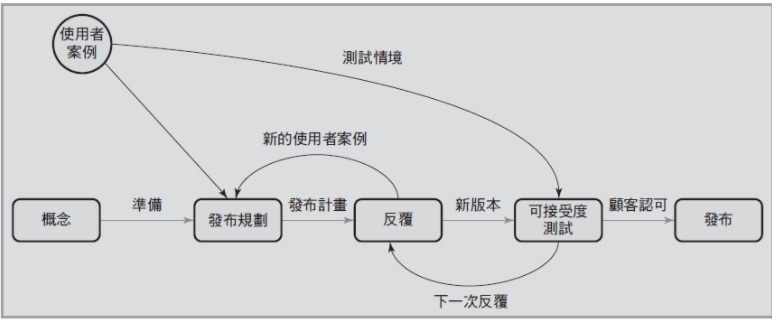 使用者
案例
測試情境
新的使用者案例
概念
準備
發布規劃
發布計畫
反覆
新版本
可接受度
測試
顧客認可
發布
下一次反覆